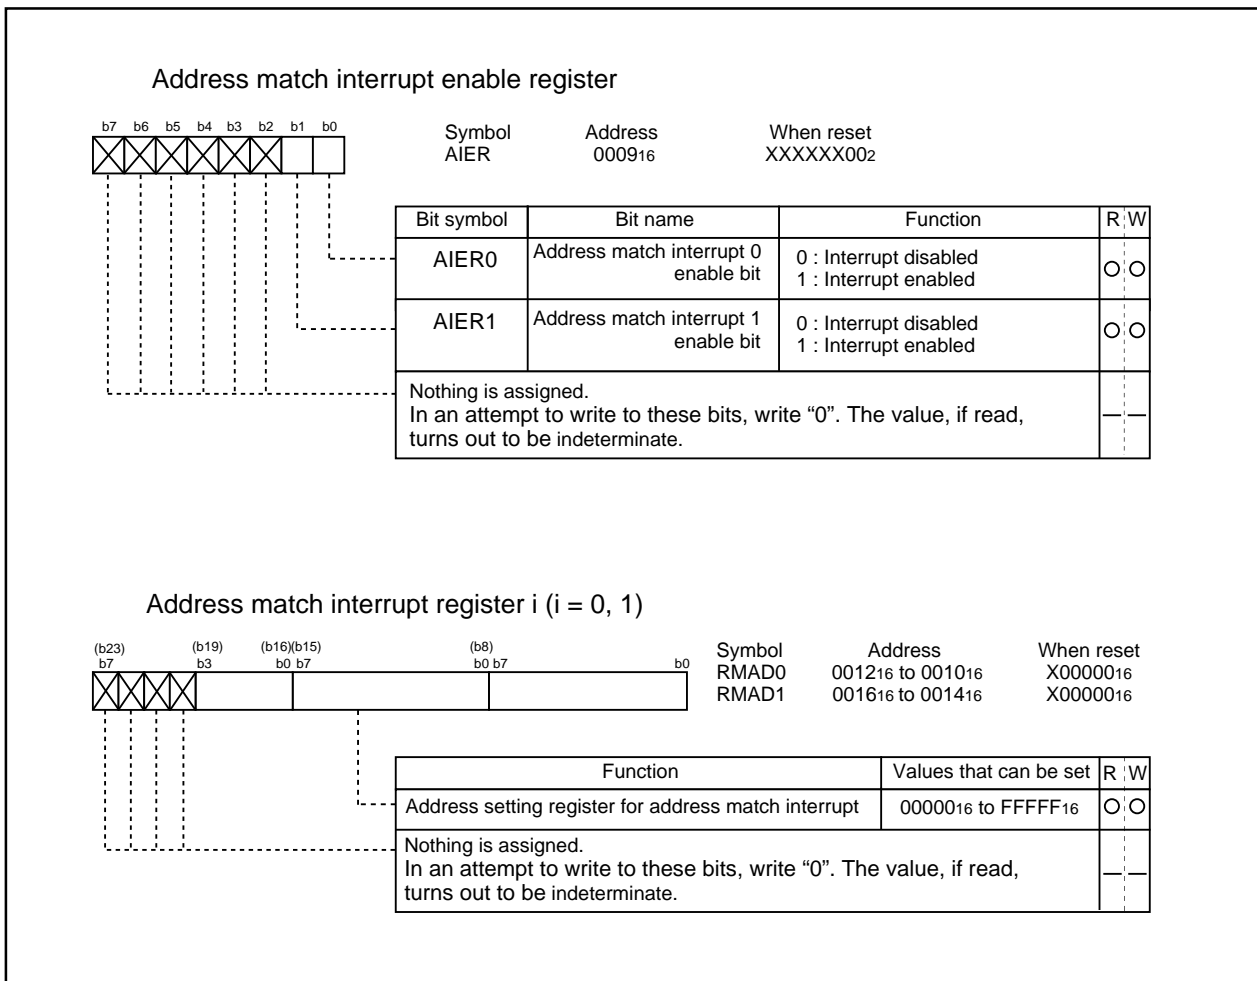 Address match interrupt enable register
b7 b6 b5 b4 b3 b2 b1 b0
Symbol Address When reset
AIER 000916 XXXXXX002
Bit symbol Bit name Function R W
AIER0 Address match interrupt 0 enable bit 0 : Interrupt disabled
1 : Interrupt enabled
AIER1 Address match interrupt 1 enable bit 0 : Interrupt disabled
1 : Interrupt enabled
Nothing is assigned.
In an attempt to write to these bits, write “0”. The value, if read,
turns out to be indeterminate.
Address match interrupt register i (i = 0, 1)
(b23) (b19) (b16)(b15) (b8)
b7 b3 b0 b7 b0 b7 b0
Symbol Address When reset
RMAD0 001216 to 001016 X0000016
RMAD1 001616 to 001416 X0000016
Function Values that can be set R W
Address setting register for address match interrupt 0000016 to FFFFF16
Nothing is assigned.
In an attempt to write to these bits, write “0”. The value, if read,
turns out to be indeterminate.